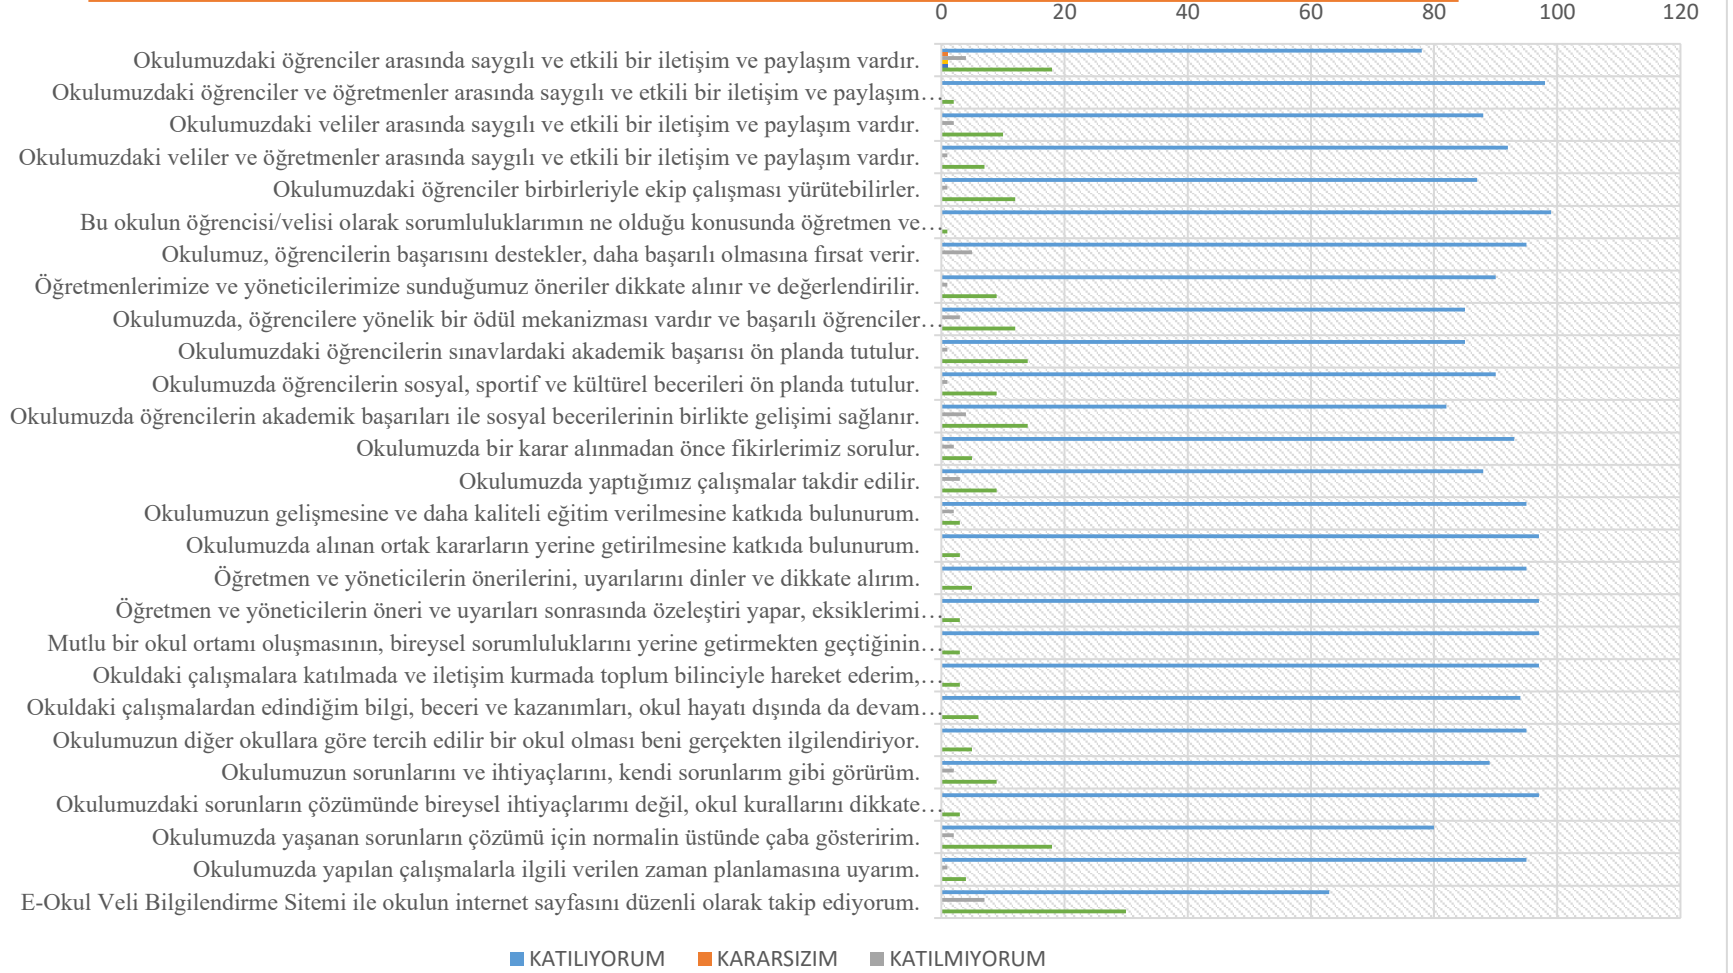 0 20 40 60 80 100 120
Okulumuzdaki öğrenciler arasında saygılı ve etkili bir iletişim ve paylaşım vardır.
Okulumuzdaki öğrenciler ve öğretmenler arasında saygılı ve etkili bir iletişim ve paylaşım…
Okulumuzdaki veliler arasında saygılı ve etkili bir iletişim ve paylaşım vardır.
Okulumuzdaki veliler ve öğretmenler arasında saygılı ve etkili bir iletişim ve paylaşım vardır.
Okulumuzdaki öğrenciler birbirleriyle ekip çalışması yürütebilirler.
Bu okulun öğrencisi/velisi olarak sorumluluklarımın ne olduğu konusunda öğretmen ve…
Okulumuz, öğrencilerin başarısını destekler, daha başarılı olmasına fırsat verir.
Öğretmenlerimize ve yöneticilerimize sunduğumuz öneriler dikkate alınır ve değerlendirilir.
Okulumuzda, öğrencilere yönelik bir ödül mekanizması vardır ve başarılı öğrenciler…
Okulumuzdaki öğrencilerin sınavlardaki akademik başarısı ön planda tutulur.
Okulumuzda öğrencilerin sosyal, sportif ve kültürel becerileri ön planda tutulur.
Okulumuzda öğrencilerin akademik başarıları ile sosyal becerilerinin birlikte gelişimi sağlanır.
Okulumuzda bir karar alınmadan önce fikirlerimiz sorulur.
Okulumuzda yaptığımız çalışmalar takdir edilir.
Okulumuzun gelişmesine ve daha kaliteli eğitim verilmesine katkıda bulunurum.
Okulumuzda alınan ortak kararların yerine getirilmesine katkıda bulunurum.
Öğretmen ve yöneticilerin önerilerini, uyarılarını dinler ve dikkate alırım.
Öğretmen ve yöneticilerin öneri ve uyarıları sonrasında özeleştiri yapar, eksiklerimi…
Mutlu bir okul ortamı oluşmasının, bireysel sorumluluklarını yerine getirmekten geçtiğinin…
Okuldaki çalışmalara katılmada ve iletişim kurmada toplum bilinciyle hareket ederim,…
Okuldaki çalışmalardan edindiğim bilgi, beceri ve kazanımları, okul hayatı dışında da devam…
Okulumuzun diğer okullara göre tercih edilir bir okul olması beni gerçekten ilgilendiriyor.
Okulumuzun sorunlarını ve ihtiyaçlarını, kendi sorunlarım gibi görürüm.
Okulumuzdaki sorunların çözümünde bireysel ihtiyaçlarımı değil, okul kurallarını dikkate…
Okulumuzda yaşanan sorunların çözümü için normalin üstünde çaba gösteririm.
Okulumuzda yapılan çalışmalarla ilgili verilen zaman planlamasına uyarım.
E-Okul Veli Bilgilendirme Sitemi ile okulun internet sayfasını düzenli olarak takip ediyorum.
KATILIYORUM KARARSIZIM KATILMIYORUM